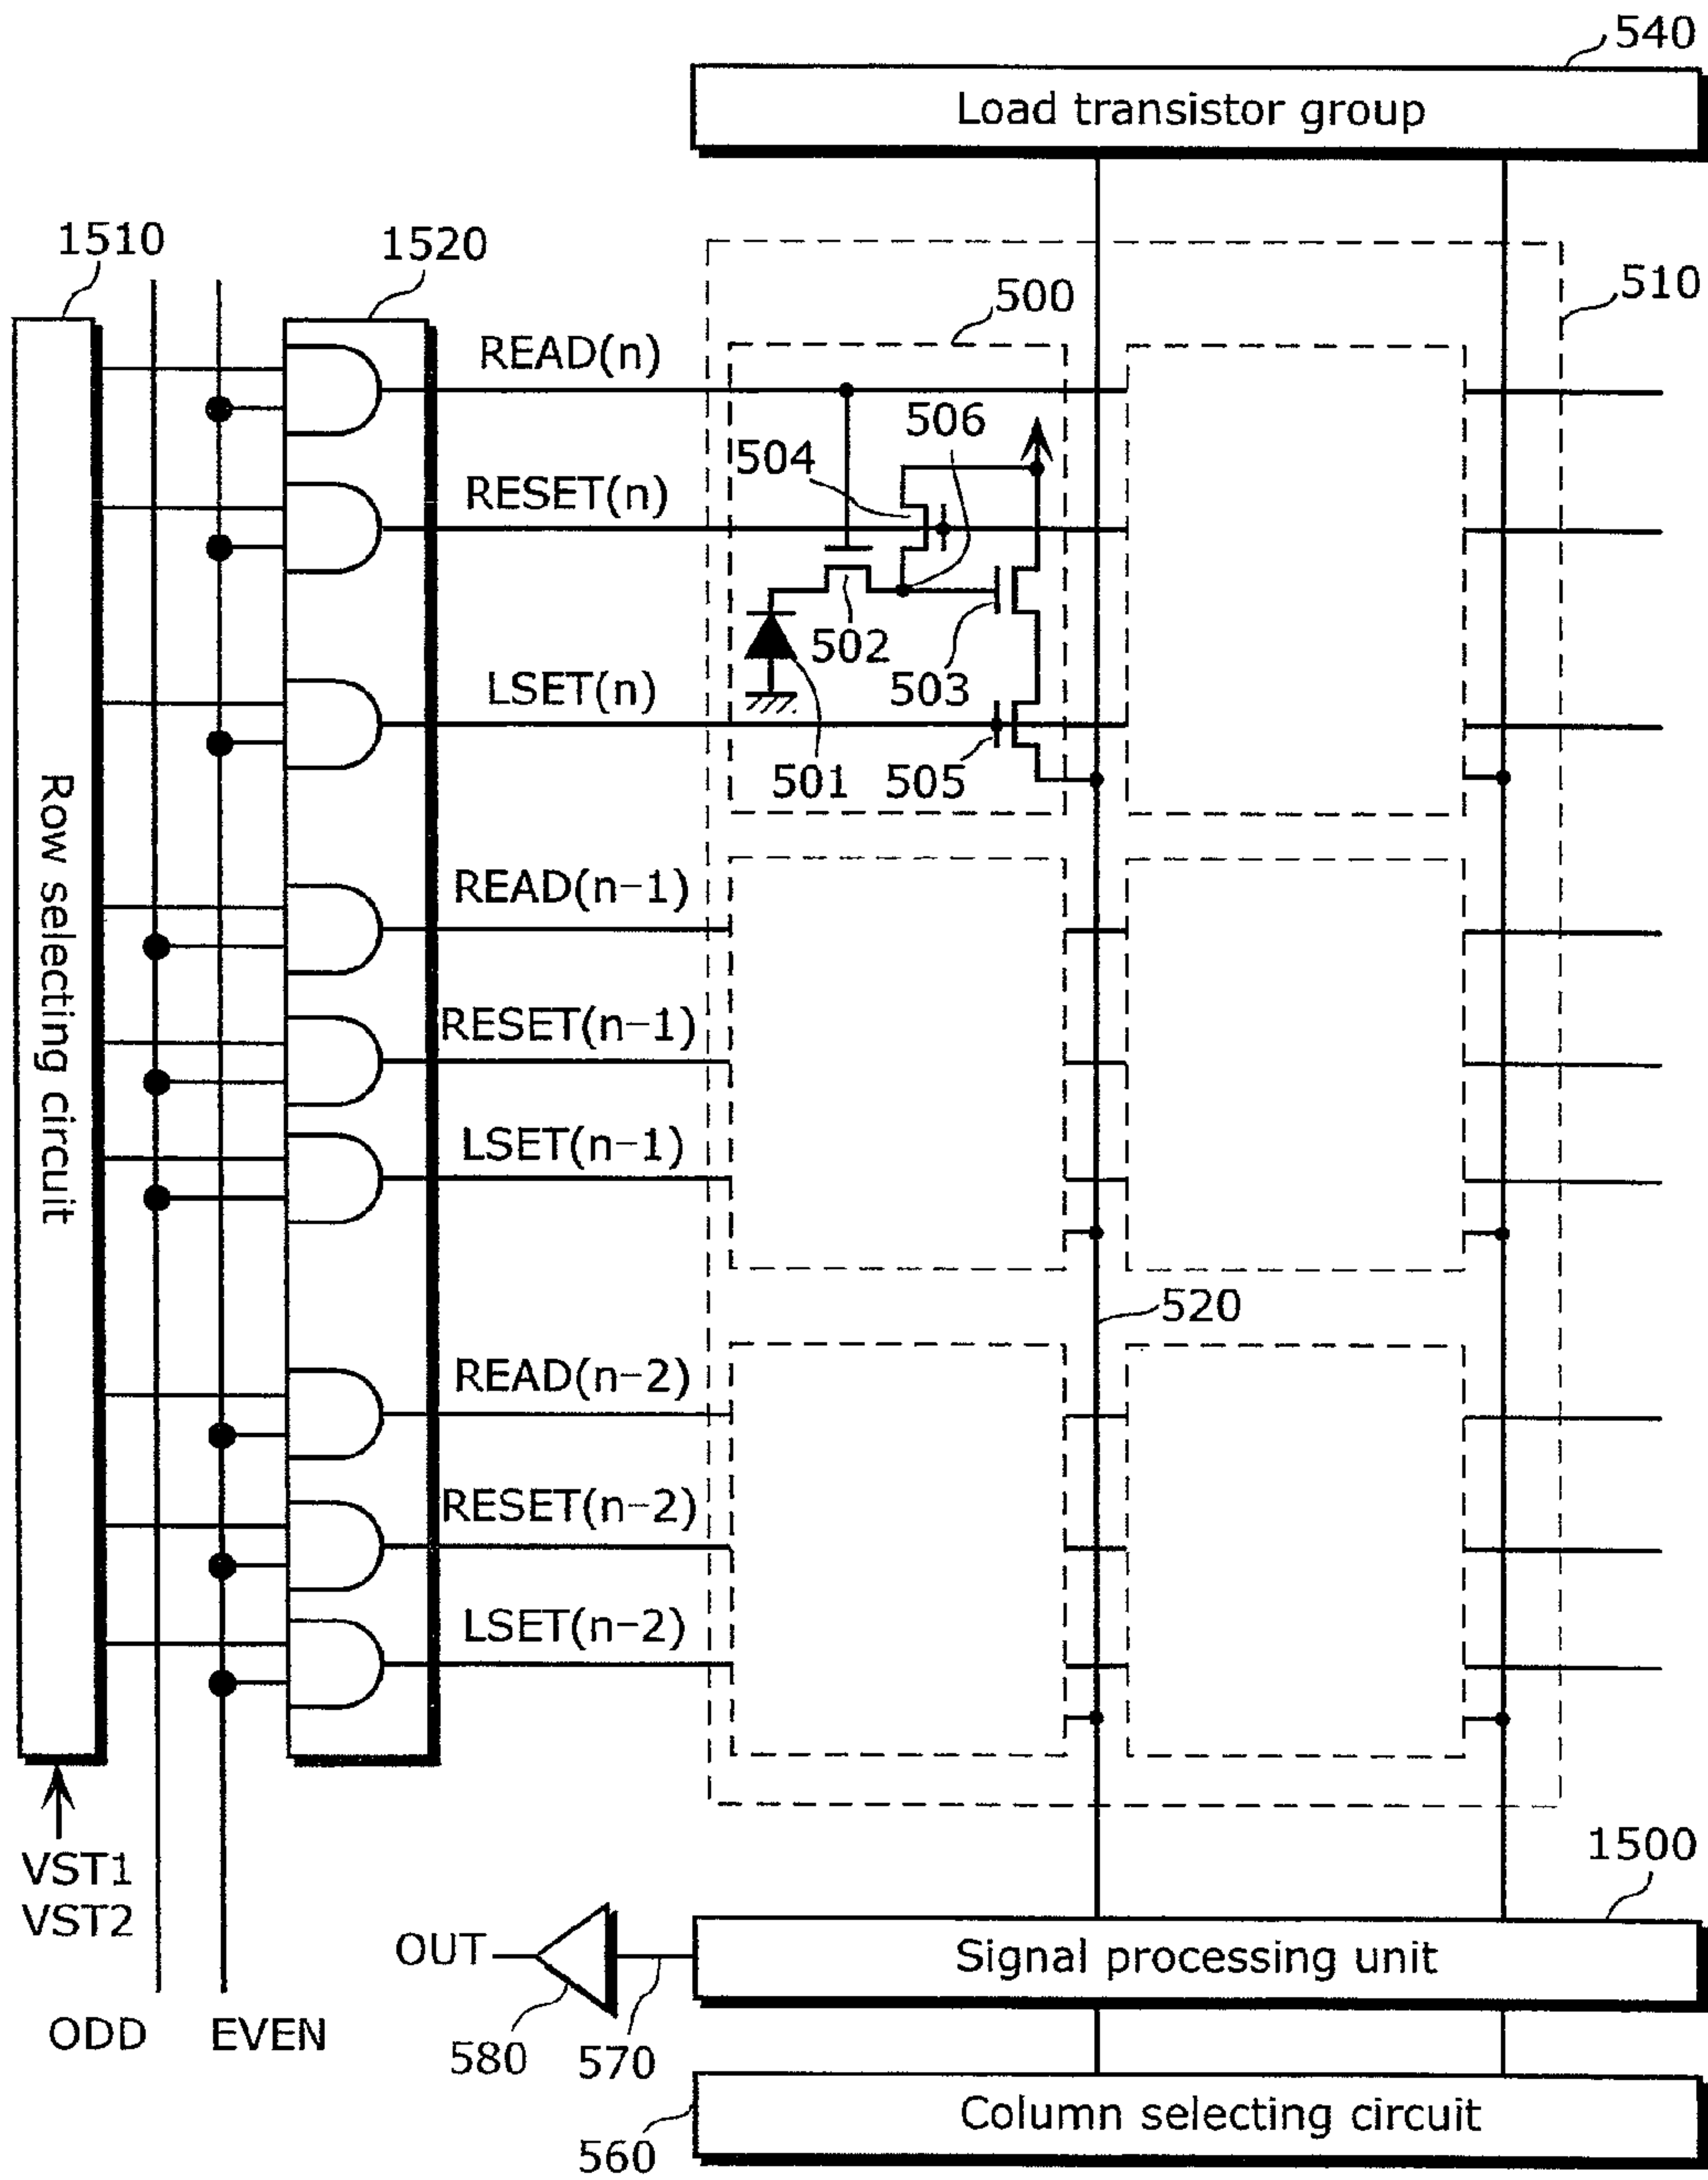 540
Load transistor group
1510
1520
510
500
READ(n)
506
504
RESET(n)
502
503
LSET(n)
501
505
Row selecting circuit
READ(n-1)
RESET(n-1)
LSET(n-1)
520
READ(n-2)
RESET(n-2)
LSET(n-2)
VST1
VST2
1500
OUT
Signal processing unit
ODD
EVEN
580
570
Column selecting circuit
560